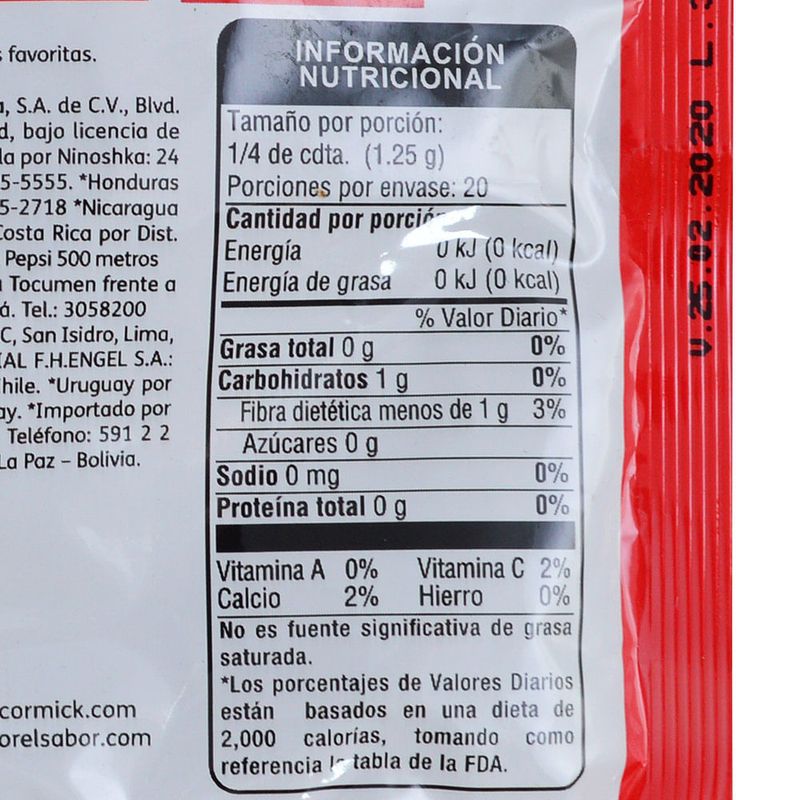 s favoritas.
, S.A. de C.V., Blvd.
d, bajo licencia de
la por Ninoshka: 24
5-5555. *Honduras
5-2718 *Nicaragua
Costa Rica por Dist.
Pepsi 500 metros
Tocumen frente a
á. Tel.: 3058200
C, San Isidro, Lima,
IAL F.H.ENGEL S.A.:
hile. *Uruguay por
ay. *Importado por
Teléfono: 591 2 2
La Paz – Bolivia.
cormick.com
orelsabor.com
INFORMACIÓN
NUTRICIONAL
Tamaño por porción:
1/4 de cdta. (1.25 g)
Porciones por envase: 20
Cantidad por porción
Energía 0 kJ (0 kcal)
Energía de grasa 0 kJ (0 kcal)
% Valor Diario*
Grasa total 0 g 0%
Carbohidratos 1 g 0%
Fibra dietética menos de 1 g 3%
Azúcares 0 g
Sodio 0 mg 0%
Proteína total 0 g 0%
Vitamina A 0% Vitamina C 2%
Calcio 2% Hierro 0%
No es fuente significativa de grasa
saturada.
*Los porcentajes de Valores Diarios
están basados en una dieta de
2,000 calorías, tomando como
referencia la tabla de la FDA.
V.25.02.2020 L.